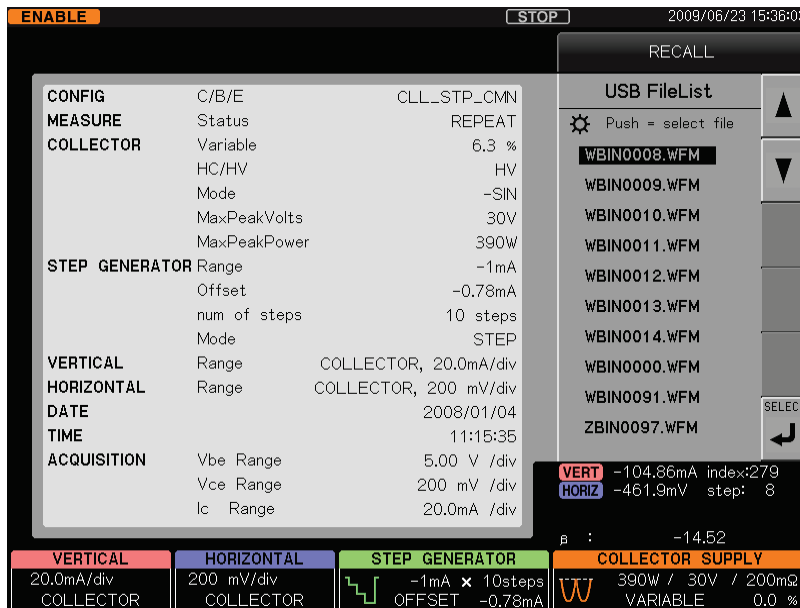 ENABLE STOP 2009/06/23 15:36:03
RECALL
CONFIG C/B/E CLL_STP_CMN
MEASURE Status REPEAT
COLLECTOR Variable 6.3 %
HC/HV HV
Mode -SIN
MaxPeakVolts 30V
MaxPeakPower 390W
STEP GENERATOR Range -1mA
Offset -0.78mA
num of steps 10 steps
Mode STEP
VERTICAL Range COLLECTOR, 20.0mA/div
HORIZONTAL Range COLLECTOR, 200 mV/div
DATE 2008/01/04
TIME 11:15:35
ACQUISITION Vbe Range 5.00 V /div
Vce Range 200 mV /div
Ic Range 20.0mA /div
USB FileList
Push = select file
WBIN0008.WFM
WBIN0009.WFM
WBIN0010.WFM
WBIN0011.WFM
WBIN0012.WFM
WBIN0013.WFM
WBIN0014.WFM
WBIN0000.WFM
WBIN0091.WFM
ZBIN0097.WFM
SELEC
VERT -104.86mA index:279
HORIZ -461.9mV step: 8
β : -14.52
VERTICAL
20.0mA/div
COLLECTOR
HORIZONTAL
200 mV/div
COLLECTOR
STEP GENERATOR
-1mA × 10steps
OFFSET -0.78mA
COLLECTOR SUPPLY
390W / 30V / 200mΩ
VARIABLE 0.0 %